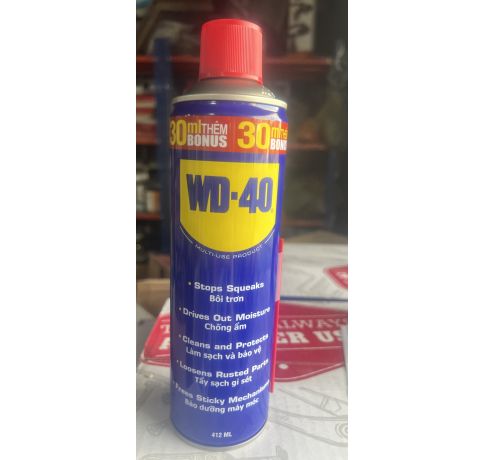 30ml THÊM BONUS 30ml
WD-40
MULTI-USE PRODUCT
• Stops Squeaks
Bôi trơn
• Drives Out Moisture
Chống ẩm
• Cleans and Protects
Làm sạch và bảo vệ
• Loosens Rusted Parts
Tẩy sạch gỉ sét
• Frees Sticky Mechanisms
Bảo dưỡng máy móc
412 ML
ALWAY